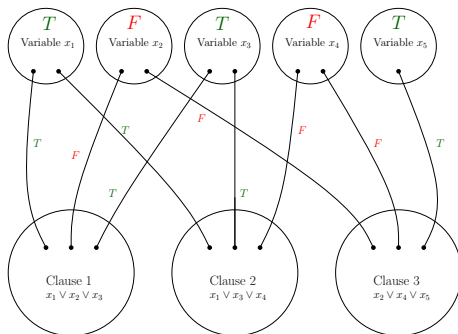 T F T F T
Variable x₁ Variable x₂ Variable x₃ Variable x₄ Variable x₅
F
T
T F F
F
T T
Clause 1 Clause 2 Clause 3
x₁ ∨ x₂ ∨ x₃ x₁ ∨ x₃ ∨ x₄ x₂ ∨ x₄ ∨ x₅